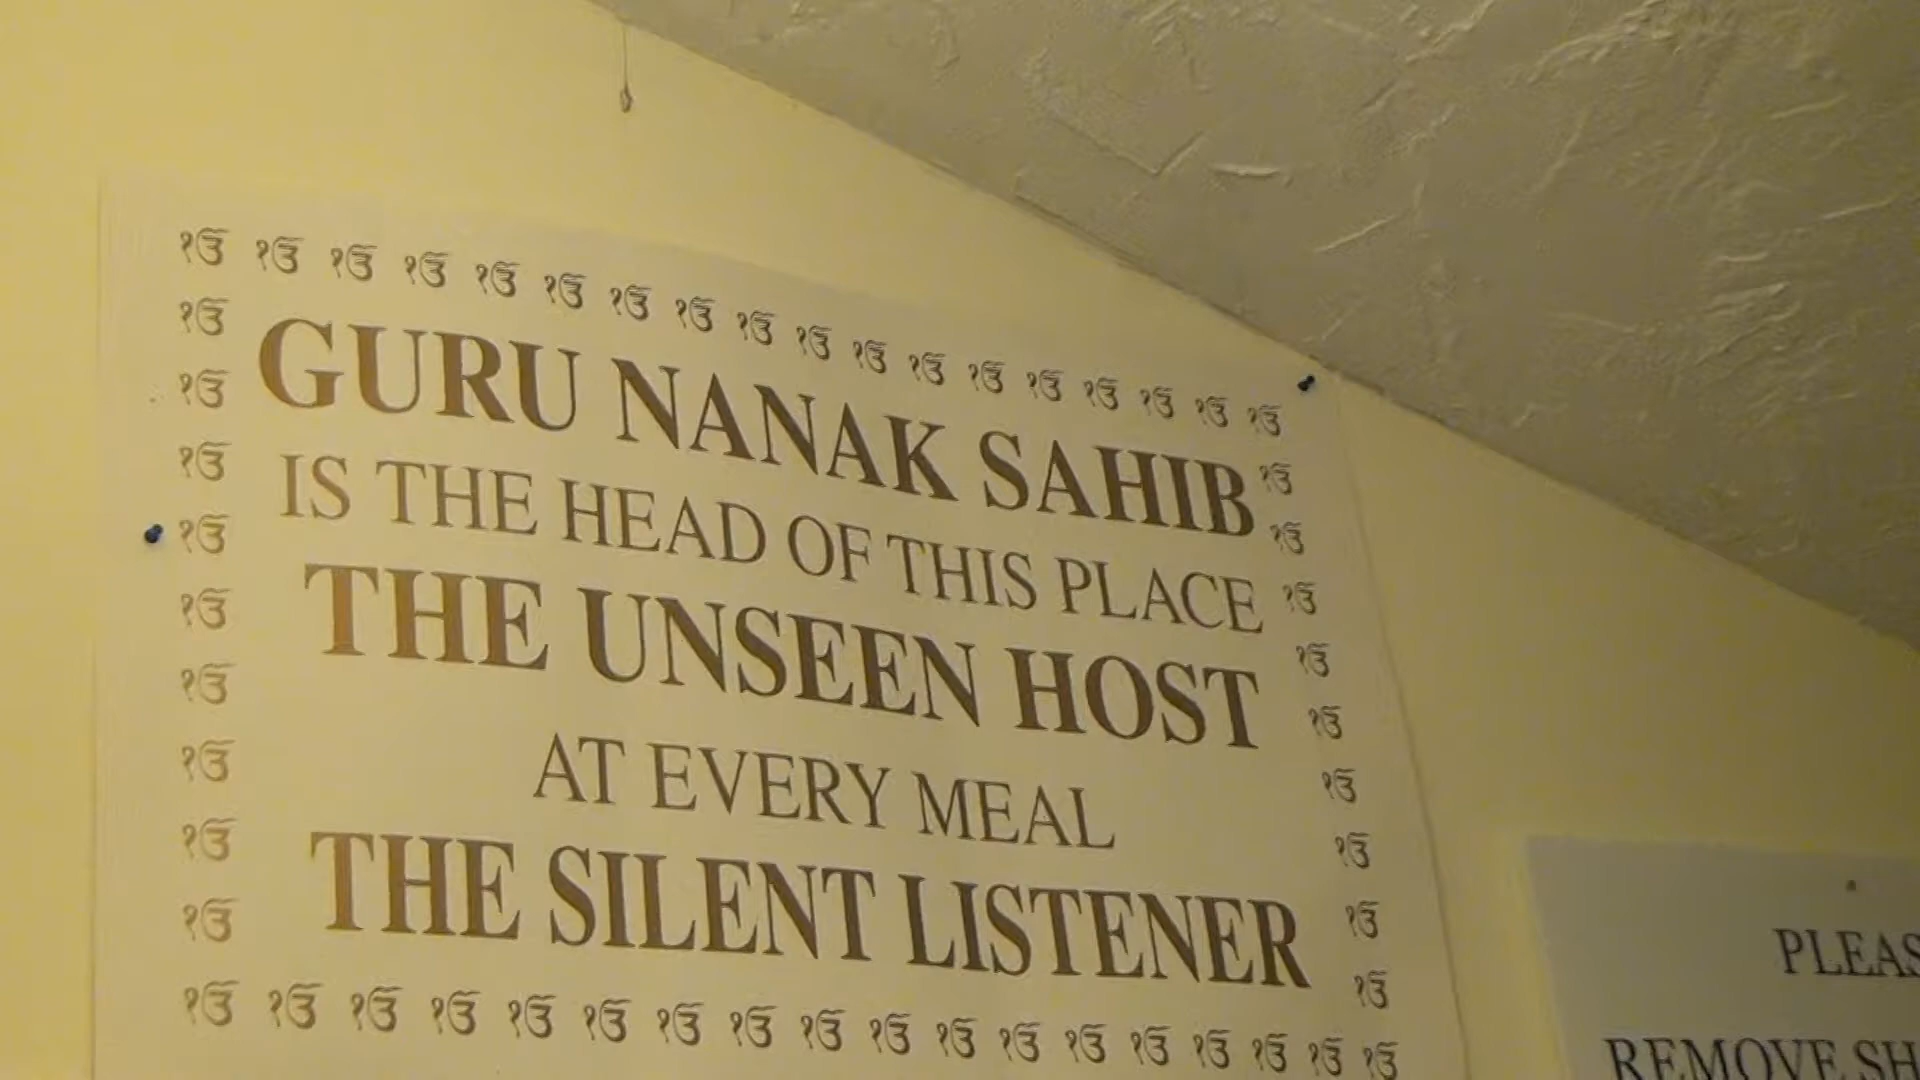 ੴ ੴ ੴ ੴ ੴ ੴ ੴ ੴ ੴ ੴ ੴ ੴ ੴ ੴ ੴ ੴ ੴ ੴ
ੴ GURU NANAK SAHIB ੴ
ੴ ੴ
ੴ IS THE HEAD OF THIS PLACE ੴ
ੴ ੴ
ੴ THE UNSEEN HOST ੴ
ੴ ੴ
ੴ AT EVERY MEAL ੴ
ੴ ੴ
ੴ THE SILENT LISTENER ੴ
ੴ ੴ ੴ ੴ ੴ ੴ ੴ ੴ ੴ ੴ ੴ ੴ ੴ ੴ ੴ ੴ ੴ ੴ
PLEAS
REMOVE SH